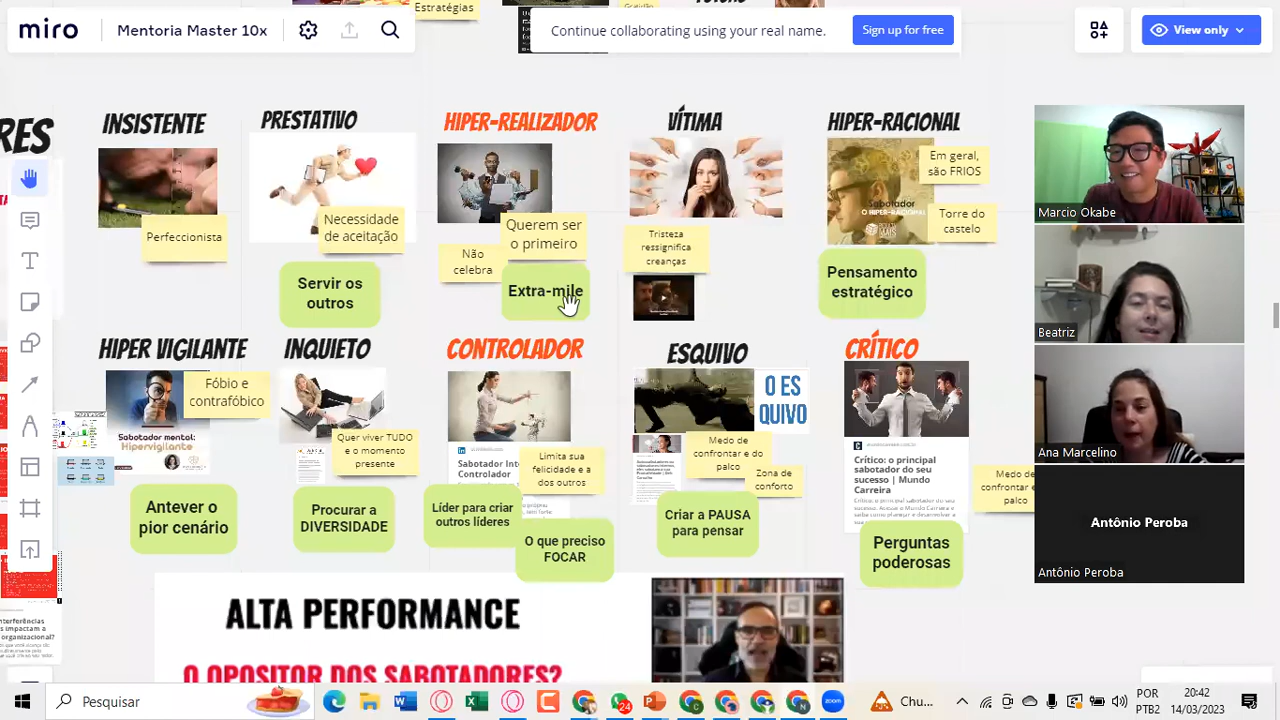 Estratégias
Gratidão
miro
Mentoria Master 10x
Continue collaborating using your real name.
Sign up for free
View only
RES
INSISTENTE
Perfeccionista
PRESTATIVO
Necessidade
de aceitação
Servir os
outros
HIPER-REALIZADOR
Querem ser
o primeiro
Não
celebra
Extra-mile
VÍTIMA
Tristeza
ressignifica
creanças
HIPER-RACIONAL
Em geral,
são FRIOS
Torre do
castelo
Sabotador
O HIPER-RACIONAL
Pensamento
estratégico
Marcio Okabe
Beatriz
Ana Mariana
Antônio Peroba
Antônio Peroba
HIPER VIGILANTE
Fóbio e
contrafóbico
Sabotador mental:
Hipervigilante
Antever o
pior cenário
INQUIETO
Quer viver TUDO
e o momento
presente
Procurar a
DIVERSIDADE
CONTROLADOR
Sabotador Int
Controlador
Limita sua
felicidade e a
dos outros
Líder para criar
outros líderes
O que preciso
FOCAR
ESQUIVO
O ES
QUIVO
Medo de
confrontar e do
palco
Zona de
conforto
Criar a PAUSA
para pensar
CRÍTICO
Crítico: o principal
sabotador do seu
sucesso | Mundo
Carreira
Medo de
confrontar e
palco
Perguntas
poderosas
ALTA PERFORMANCE
O OPOSITOR DOS SABOTADORES?
Pesquisa
24
Chu...
POR
PTB2
20:42
14/03/2023